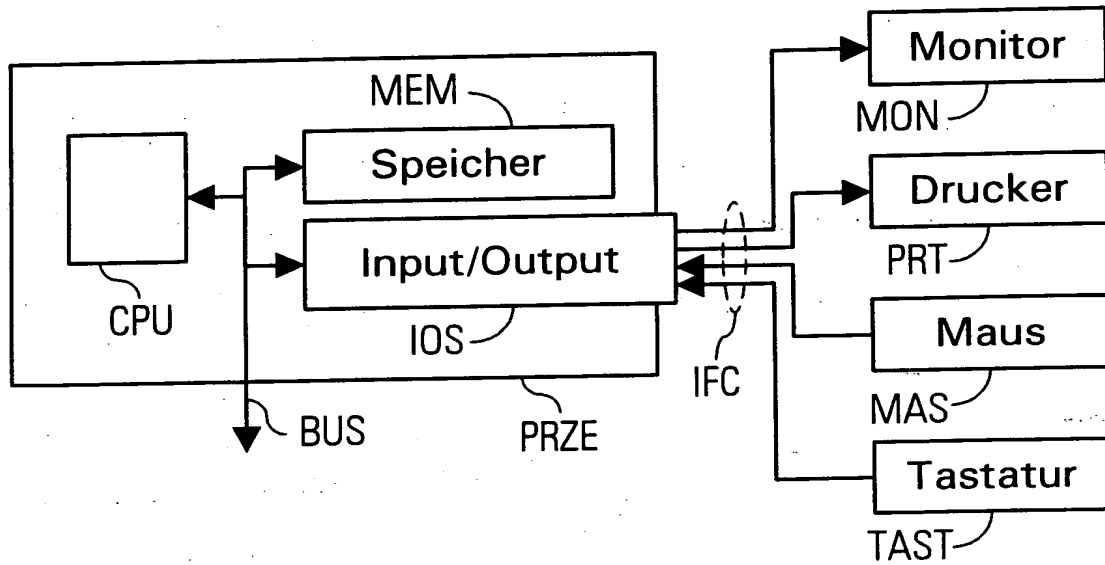 Monitor
MON
MEM
Speicher
Drucker
PRT
Input/Output
CPU
IOS
IFC
Maus
MAS
BUS
PRZE
Tastatur
TAST